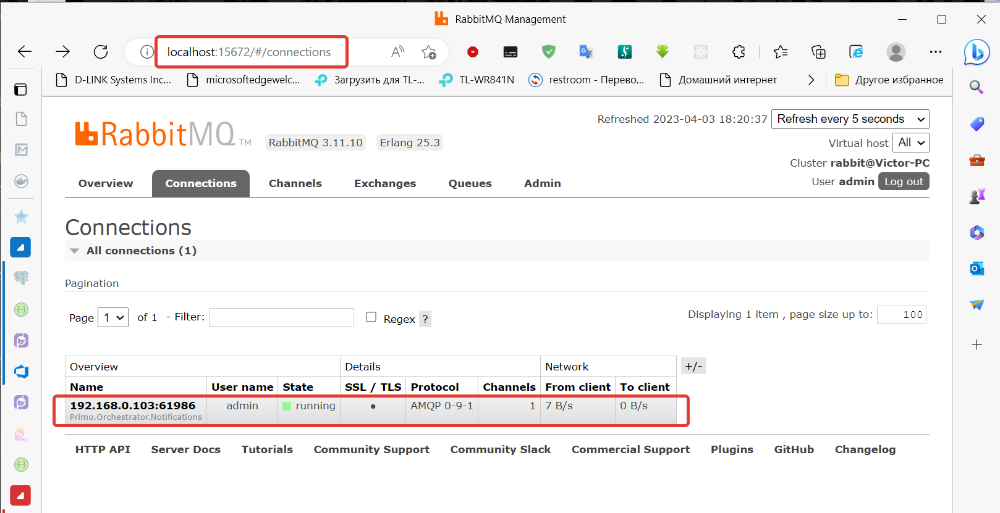 RabbitMQ Management
localhost:15672/#/connections
D-LINK Systems Inc...
microsoftedgewelc...
Загрузить для TL-...
TL-WR841N
restroom - Перево...
Домашний интернет
Другое избранное
RabbitMQ TM
RabbitMQ 3.11.10
Erlang 25.3
Refreshed 2023-04-03 18:20:37
Refresh every 5 seconds
Virtual host All
Cluster rabbit@Victor-PC
User admin Log out
Overview Connections Channels Exchanges Queues Admin
Connections
All connections (1)
Pagination
Page 1 of 1 - Filter: Regex ?
Displaying 1 item , page size up to: 100
Overview Details Network +/-
Name User name State SSL / TLS Protocol Channels From client To client
192.168.0.103:61986 admin running ● AMQP 0-9-1 1 7 B/s 0 B/s
Primo.Orchestrator.Notifications
HTTP API Server Docs Tutorials Community Support Community Slack Commercial Support Plugins GitHub Changelog